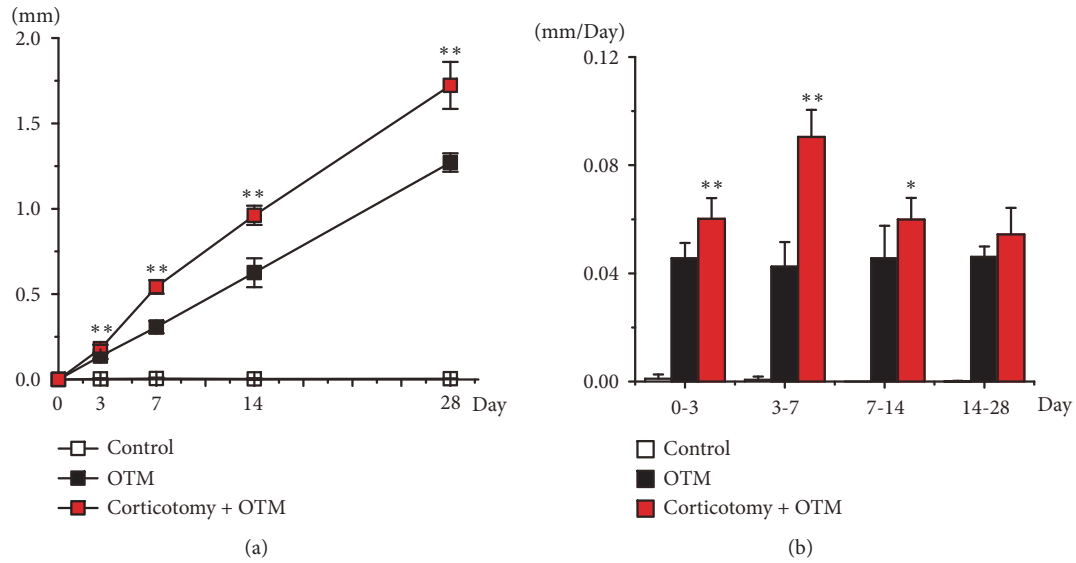 (mm)
2.0
1.5
1.0
0.5
0.0
**
**
**
**
0 3 7 14 28 Day
Control
OTM
Corticotomy + OTM
(a)
(mm/Day)
0.12
0.08
0.04
0.00
**
**
*
0-3 3-7 7-14 14-28 Day
Control
OTM
Corticotomy + OTM
(b)